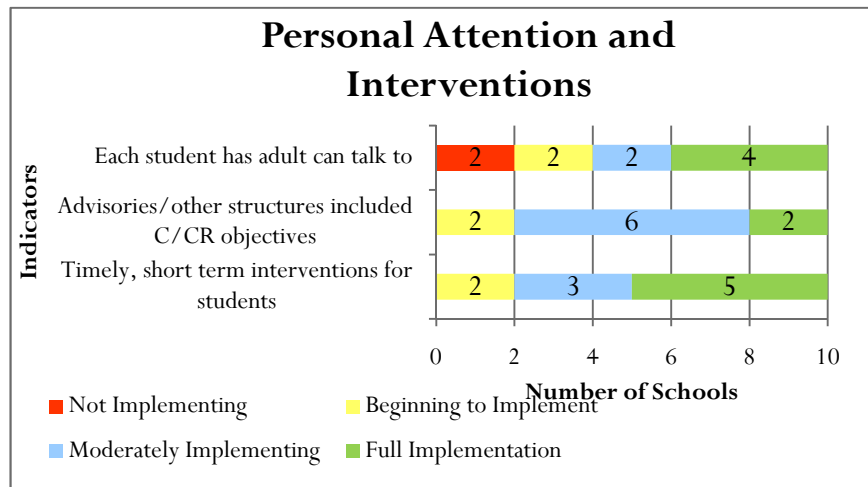 Personal Attention and
Interventions
Indicators
Each student has adult can talk to
2 2 2 4
Advisories/other structures included
C/CR objectives
2 6 2
Timely, short term interventions for
students
2 3 5
0 2 4 6 8 10
Number of Schools
Not Implementing Beginning to Implement
Moderately Implementing Full Implementation